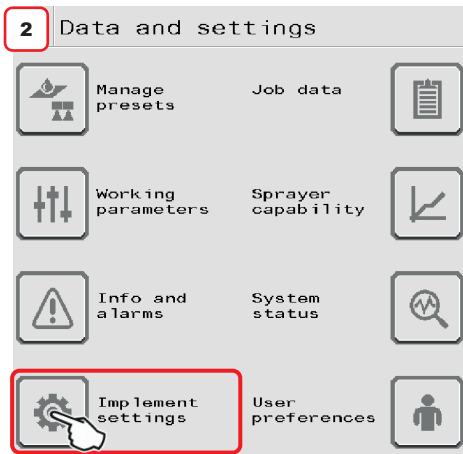 2
Data and settings
Manage
presets
Job data
Working
parameters
Sprayer
capability
Info and
alarms
System
status
Implement
settings
User
preferences